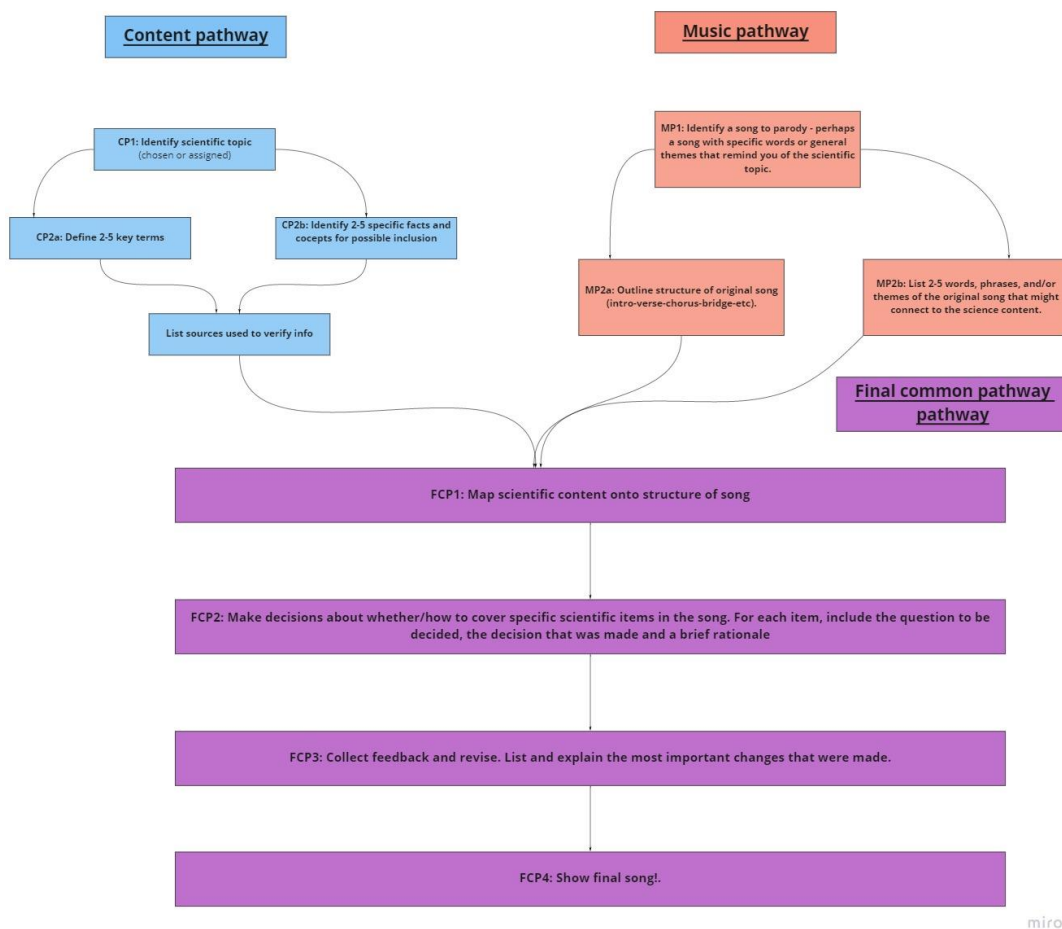 Content pathway
Music pathway
CP1: Identify scientific topic
(chosen or assigned)
MP1: Identify a song to parody - perhaps
a song with specific words or general
themes that remind you of the scientific
topic.
CP2a: Define 2-5 key terms
CP2b: Identify 2-5 specific facts and
cocepts for possible inclusion
MP2a: Outline structure of original song
(intro-verse-chorus-bridge-etc).
MP2b: List 2-5 words, phrases, and/or
themes of the original song that might
connect to the science content.
List sources used to verify info
Final common pathway
pathway
FCP1: Map scientific content onto structure of song
FCP2: Make decisions about whether/how to cover specific scientific items in the song. For each item, include the question to be
decided, the decision that was made and a brief rationale
FCP3: Collect feedback and revise. List and explain the most important changes that were made.
FCP4: Show final song!.
miro